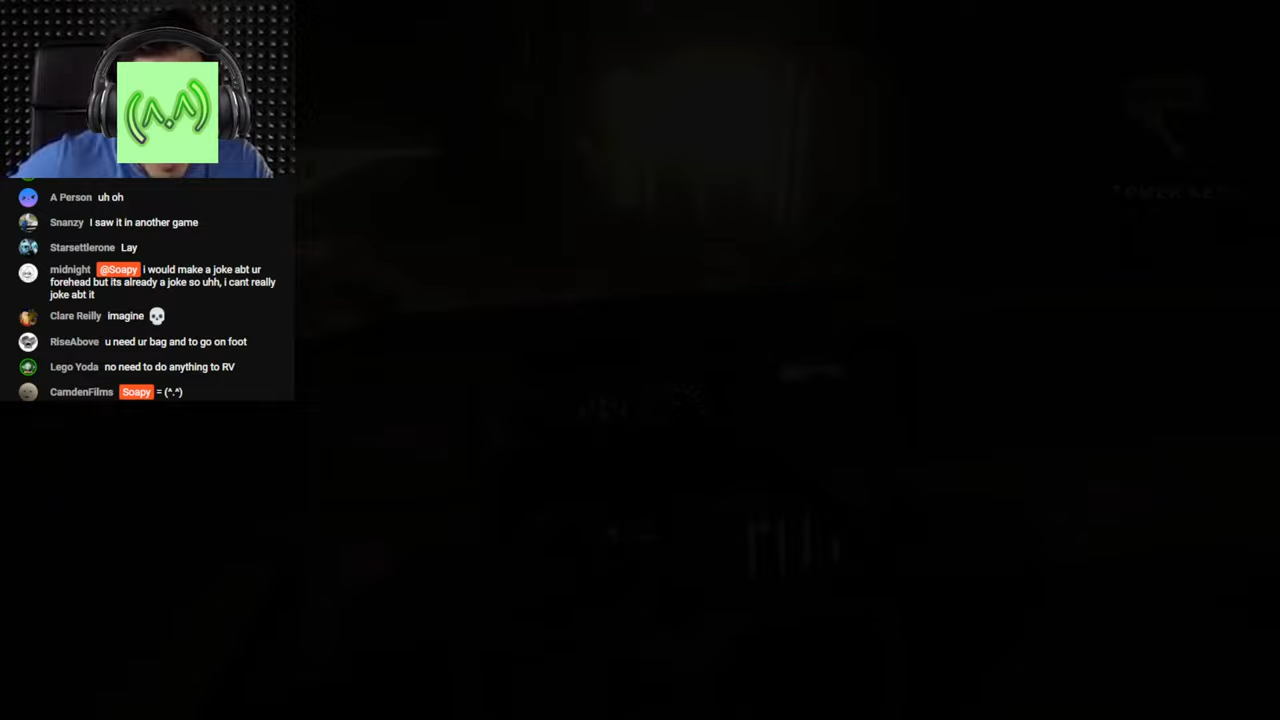 (^.^)
A Person uh oh
Snanzy I saw it in another game
Starsettlerone Lay
midnight @Soapy i would make a joke abt ur
forehead but its already a joke so uhh, i cant really
joke abt it
Clare Reilly imagine 💀
RiseAbove u need ur bag and to go on foot
Lego Yoda no need to do anything to RV
CamdenFilms Soapy = (^.^)